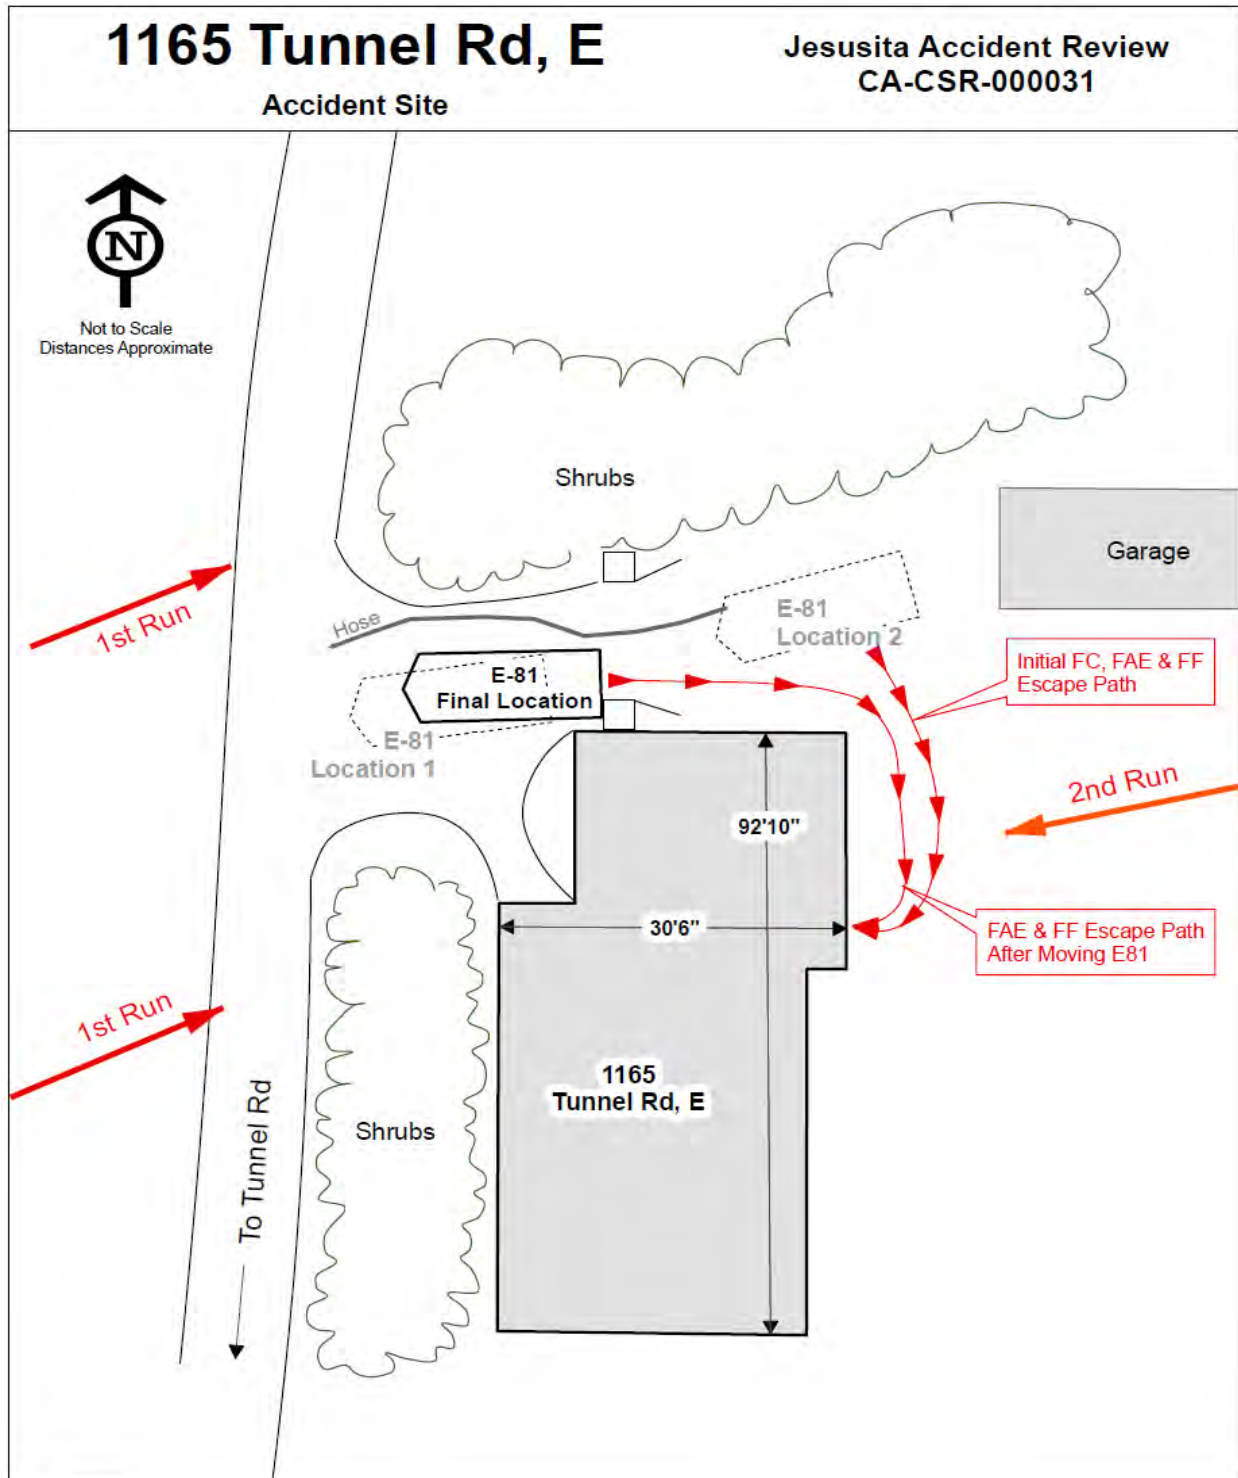 1165 Tunnel Rd, E
Accident Site
Jesusita Accident Review
CA-CSR-000031
N
Not to Scale
Distances Approximate
Shrubs
Garage
1st Run
Hose
E-81
Location 2
E-81
Final Location
Initial FC, FAE & FF
Escape Path
E-81
Location 1
2nd Run
92'10"
30'6"
FAE & FF Escape Path
After Moving E81
1st Run
1165
Tunnel Rd, E
Shrubs
To Tunnel Rd